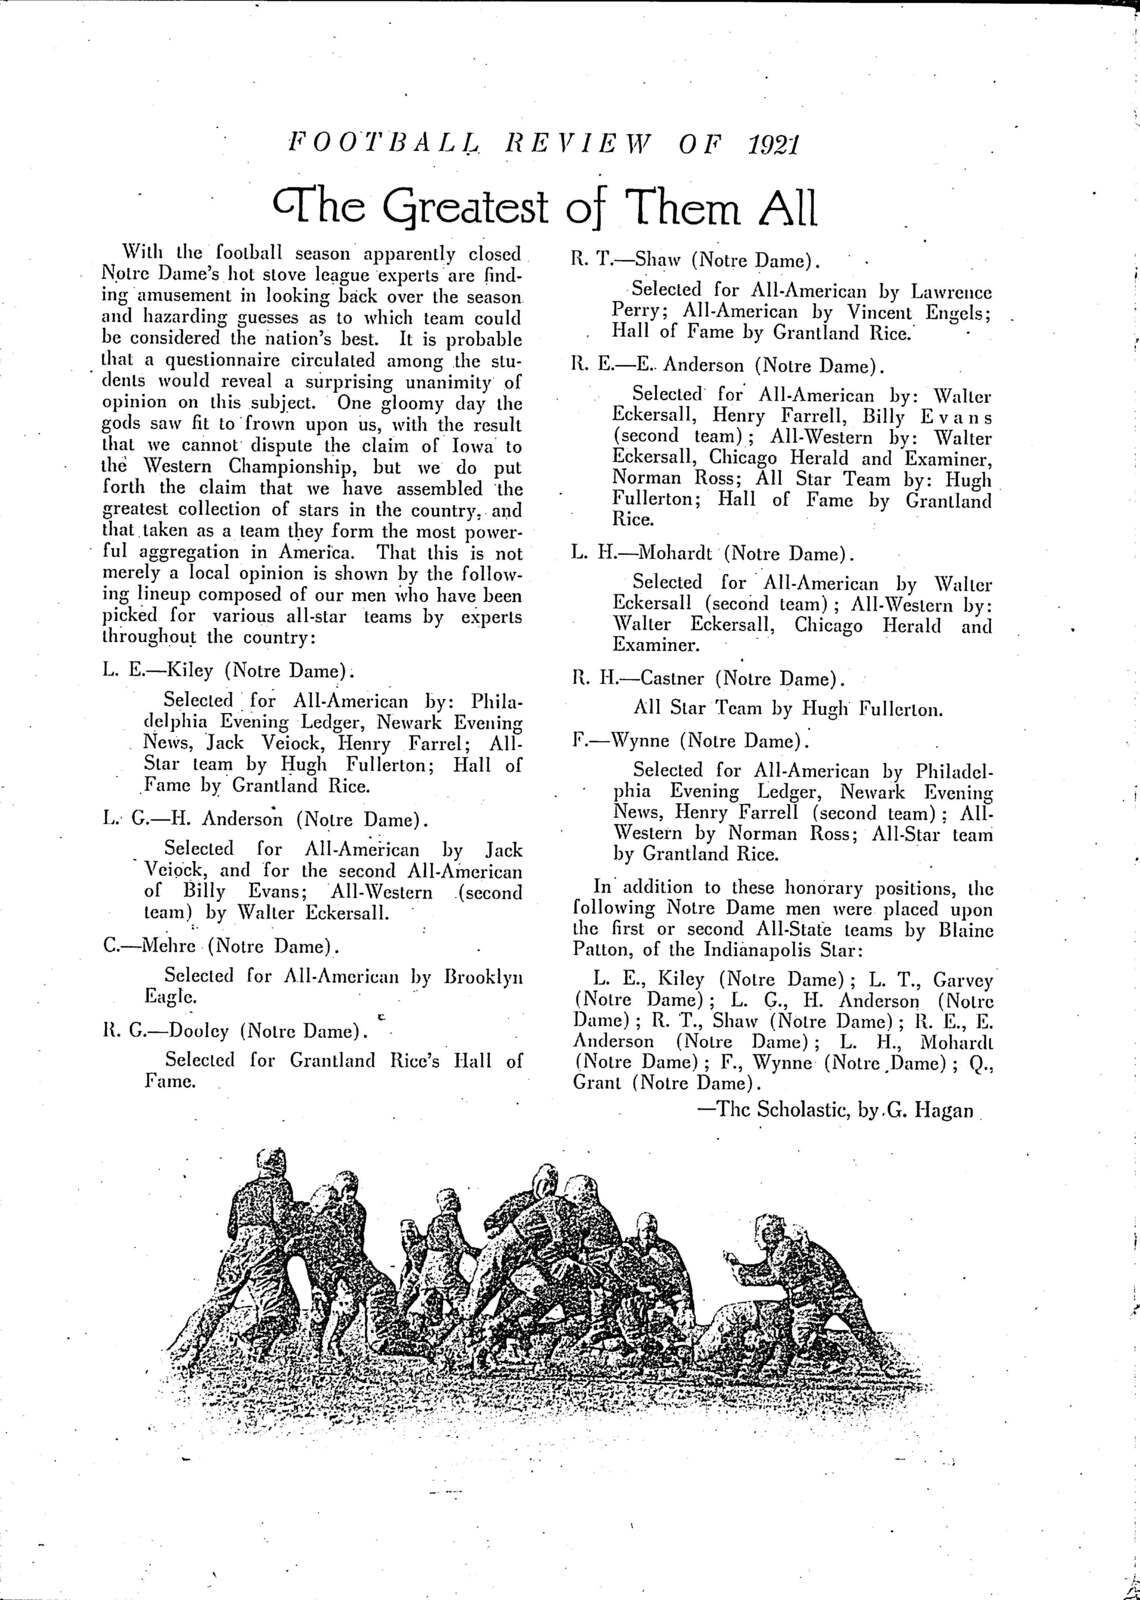 FOOTBALL REVIEW OF 1921
The Greatest of Them All
With the football season apparently closed
Notre Dame's hot stove league experts are find-
ing amusement in looking back over the season
and hazarding guesses as to which team could
be considered the nation's best. It is probable
that a questionnaire circulated among the stu-
dents would reveal a surprising unanimity of
opinion on this subject. One gloomy day the
gods saw fit to frown upon us, with the result
that we cannot dispute the claim of Iowa to
the Western Championship, but we do put
forth the claim that we have assembled the
greatest collection of stars in the country, and
that taken as a team they form the most power-
ful aggregation in America. That this is not
merely a local opinion is shown by the follow-
ing lineup composed of our men who have been
picked for various all-star teams by experts
throughout the country:
L. E.—Kiley (Notre Dame).
Selected for All-American by: Phila-
delphia Evening Ledger, Newark Evening
News, Jack Veiock, Henry Farrel; All-
Star team by Hugh Fullerton; Hall of
Fame by Grantland Rice.
L. G.—H. Anderson (Notre Dame).
Selected for All-American by Jack
Veiock, and for the second All-American
of Billy Evans; All-Western (second
team) by Walter Eckersall.
C.—Mehre (Notre Dame).
Selected for All-American by Brooklyn
Eagle.
R. G.—Dooley (Notre Dame).
Selected for Grantland Rice's Hall of
Fame.
R. T.—Shaw (Notre Dame).
Selected for All-American by Lawrence
Perry; All-American by Vincent Engels;
Hall of Fame by Grantland Rice.
R. E.—E. Anderson (Notre Dame).
Selected for All-American by: Walter
Eckersall, Henry Farrell, Billy Evans
(second team); All-Western by: Walter
Eckersall, Chicago Herald and Examiner,
Norman Ross; All Star Team by: Hugh
Fullerton; Hall of Fame by Grantland
Rice.
L. H.—Mohardt (Notre Dame).
Selected for All-American by Walter
Eckersall (second team); All-Western by:
Walter Eckersall, Chicago Herald and
Examiner.
R. H.—Castner (Notre Dame).
All Star Team by Hugh Fullerton.
F.—Wynne (Notre Dame).
Selected for All-American by Philadel-
phia Evening Ledger, Newark Evening
News, Henry Farrell (second team); All-
Western by Norman Ross; All-Star team
by Grantland Rice.
In addition to these honorary positions, the
following Notre Dame men were placed upon
the first or second All-State teams by Blaine
Patton, of the Indianapolis Star:
L. E., Kiley (Notre Dame); L. T., Garvey
(Notre Dame); L. G., H. Anderson (Notre
Dame); R. T., Shaw (Notre Dame); R. E., E.
Anderson (Notre Dame); L. H., Mohardt
(Notre Dame); F., Wynne (Notre Dame); Q.,
Grant (Notre Dame).
—The Scholastic, by G. Hagan